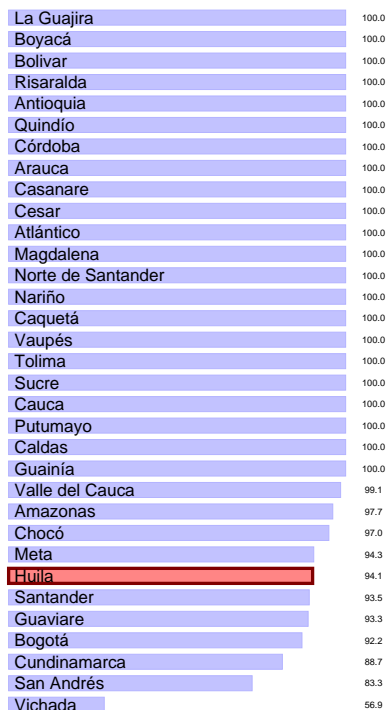 La Guajira 100.0
Boyacá 100.0
Bolivar 100.0
Risaralda 100.0
Antioquia 100.0
Quindío 100.0
Córdoba 100.0
Arauca 100.0
Casanare 100.0
Cesar 100.0
Atlántico 100.0
Magdalena 100.0
Norte de Santander 100.0
Nariño 100.0
Caquetá 100.0
Vaupés 100.0
Tolima 100.0
Sucre 100.0
Cauca 100.0
Putumayo 100.0
Caldas 100.0
Guainía 100.0
Valle del Cauca 99.1
Amazonas 97.7
Chocó 97.0
Meta 94.3
Huila 94.1
Santander 93.5
Guaviare 93.3
Bogotá 92.2
Cundinamarca 88.7
San Andrés 83.3
Vichada 56.9